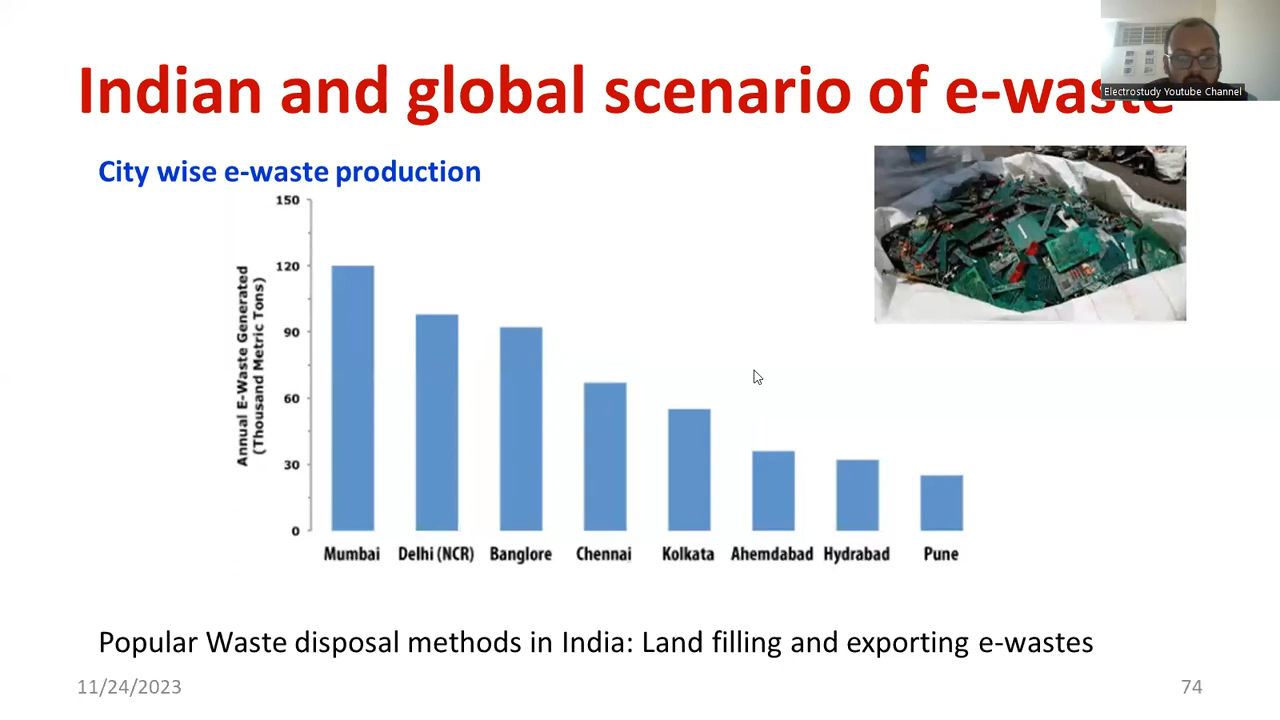 Indian and global scenario of e-waste
Electrostudy Youtube Channel
City wise e-waste production
150
120
90
60
30
0
Annual E-Waste Generated
(Thousand Metric Tons)
Mumbai Delhi (NCR) Banglore Chennai Kolkata Ahemdabad Hydrabad Pune
Popular Waste disposal methods in India: Land filling and exporting e-wastes
11/24/2023 74